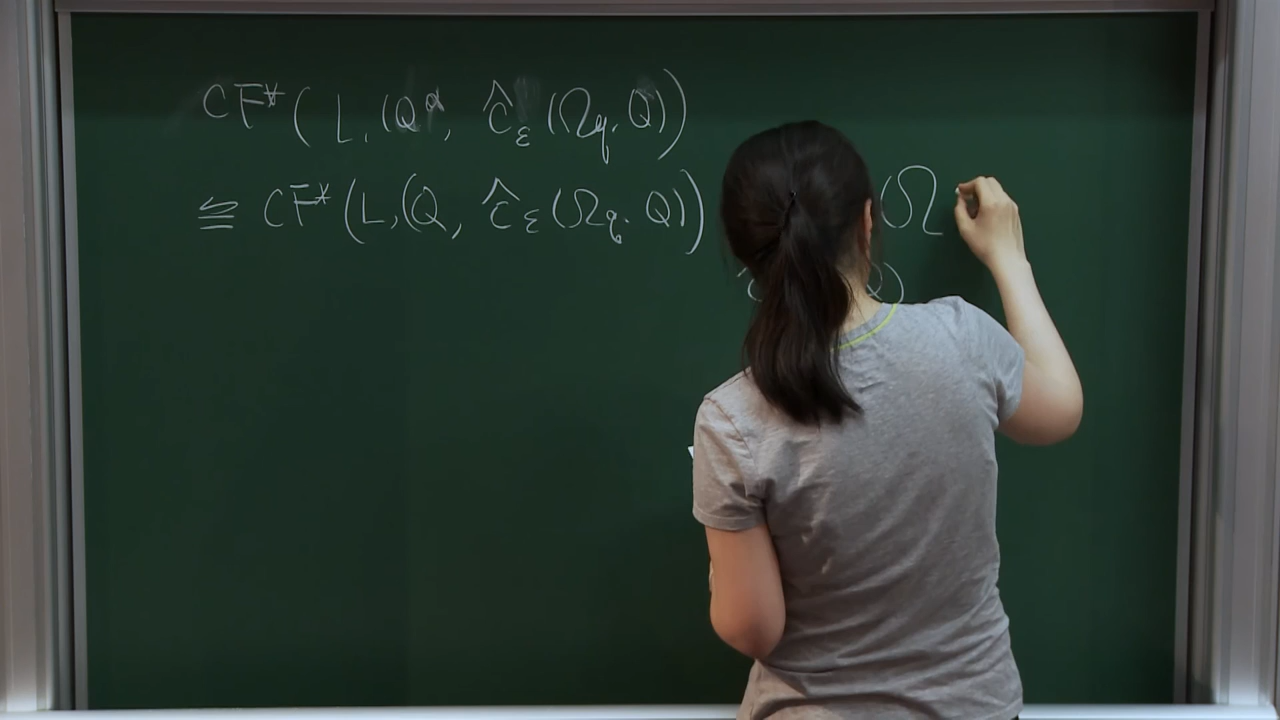 CF*(L, (Q^α, Ĉ_ε(Ω_q, Q))
≅ CF*(L,(Q, Ĉ_ε(Ω_q. Q)) (Ω